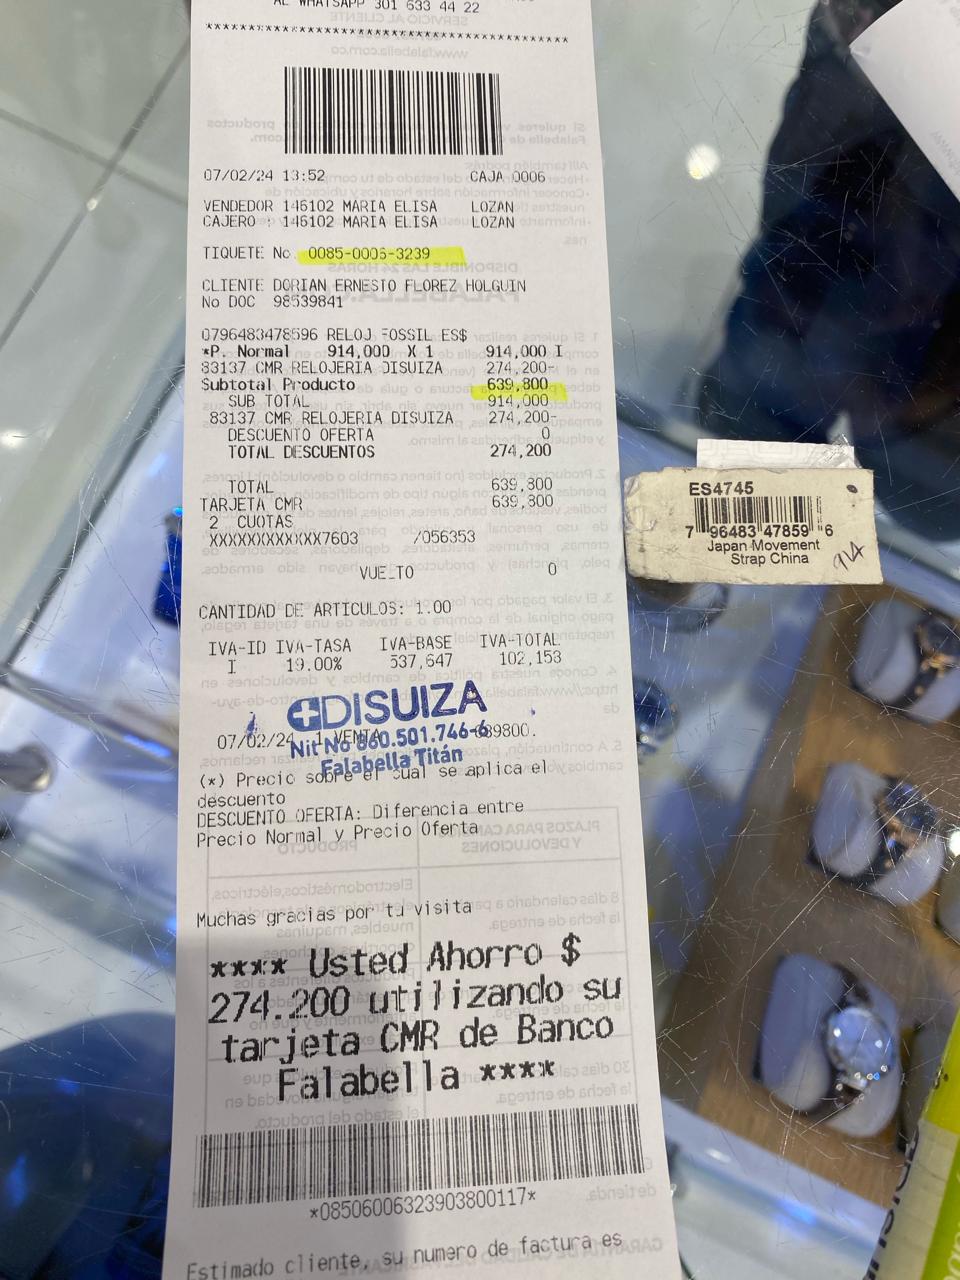 AL WHATSAPP 301 633 44 22
****************************************
07/02/24 13:52 CAJA 0006
VENDEDOR 146102 MARIA ELISA LOZAN
CAJERO : 146102 MARIA ELISA LOZAN
TIQUETE No. 0085-0006-3239
CLIENTE DORIAN ERNESTO FLOREZ HOLGUIN
No DOC 98539841
0796483478596 RELOJ FOSSIL ES$
*P. Normal 914,000 X 1 914,000 I
83137 CMR RELOJERIA DISUIZA 274,200-
Subtotal Producto 639,800
SUB TOTAL 914,000
83137 CMR RELOJERIA DISUIZA 274,200-
DESCUENTO OFERTA 0
TOTAL DESCUENTOS 274,200
TOTAL 639,800
TARJETA CMR 639,800
2 CUOTAS
XXXXXXXXXXXX7603 /056353
VUELTO 0
CANTIDAD DE ARTICULOS: 1.00
IVA-ID IVA-TASA IVA-BASE IVA-TOTAL
I 19.00% 537,647 102,153
DISUIZA
07/02/24 1 VENTA 639800.
Nit No 860.501.746-6
Falabella Titán
(*) Precio sobre el cual se aplica el
descuento
DESCUENTO OFERTA: Diferencia entre
Precio Normal y Precio Oferta
Muchas gracias por tu visita
**** Usted Ahorro $
274.200 utilizando su
tarjeta CMR de Banco
Falabella ****
*08506006323903800117*
Estimado cliente, su numero de factura es
ES4745
7 96483 47859 6
Japan Movement
Strap China
914